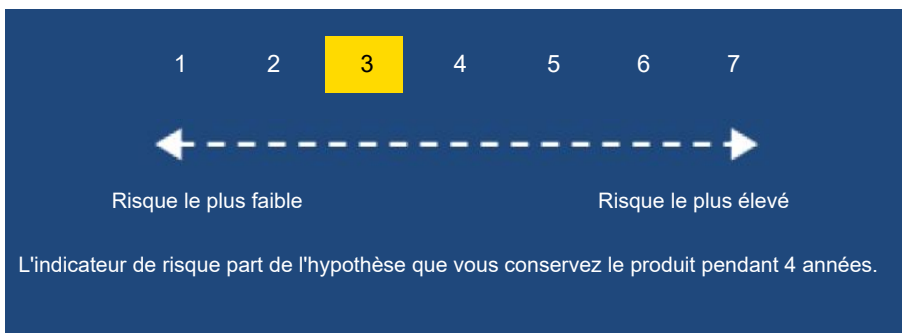 1 2 3 4 5 6 7
Risque le plus faible Risque le plus élevé
L'indicateur de risque part de l'hypothèse que vous conservez le produit pendant 4 années.